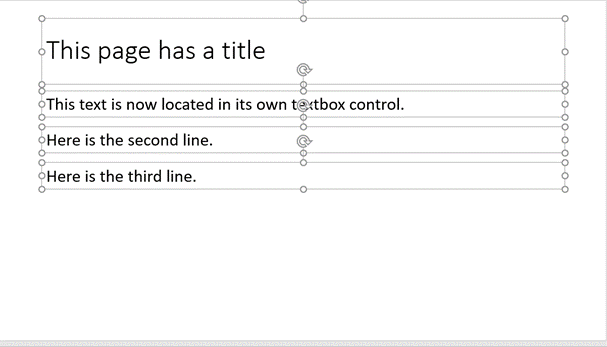 This page has a title
This text is now located in its own textbox control.
Here is the second line.
Here is the third line.